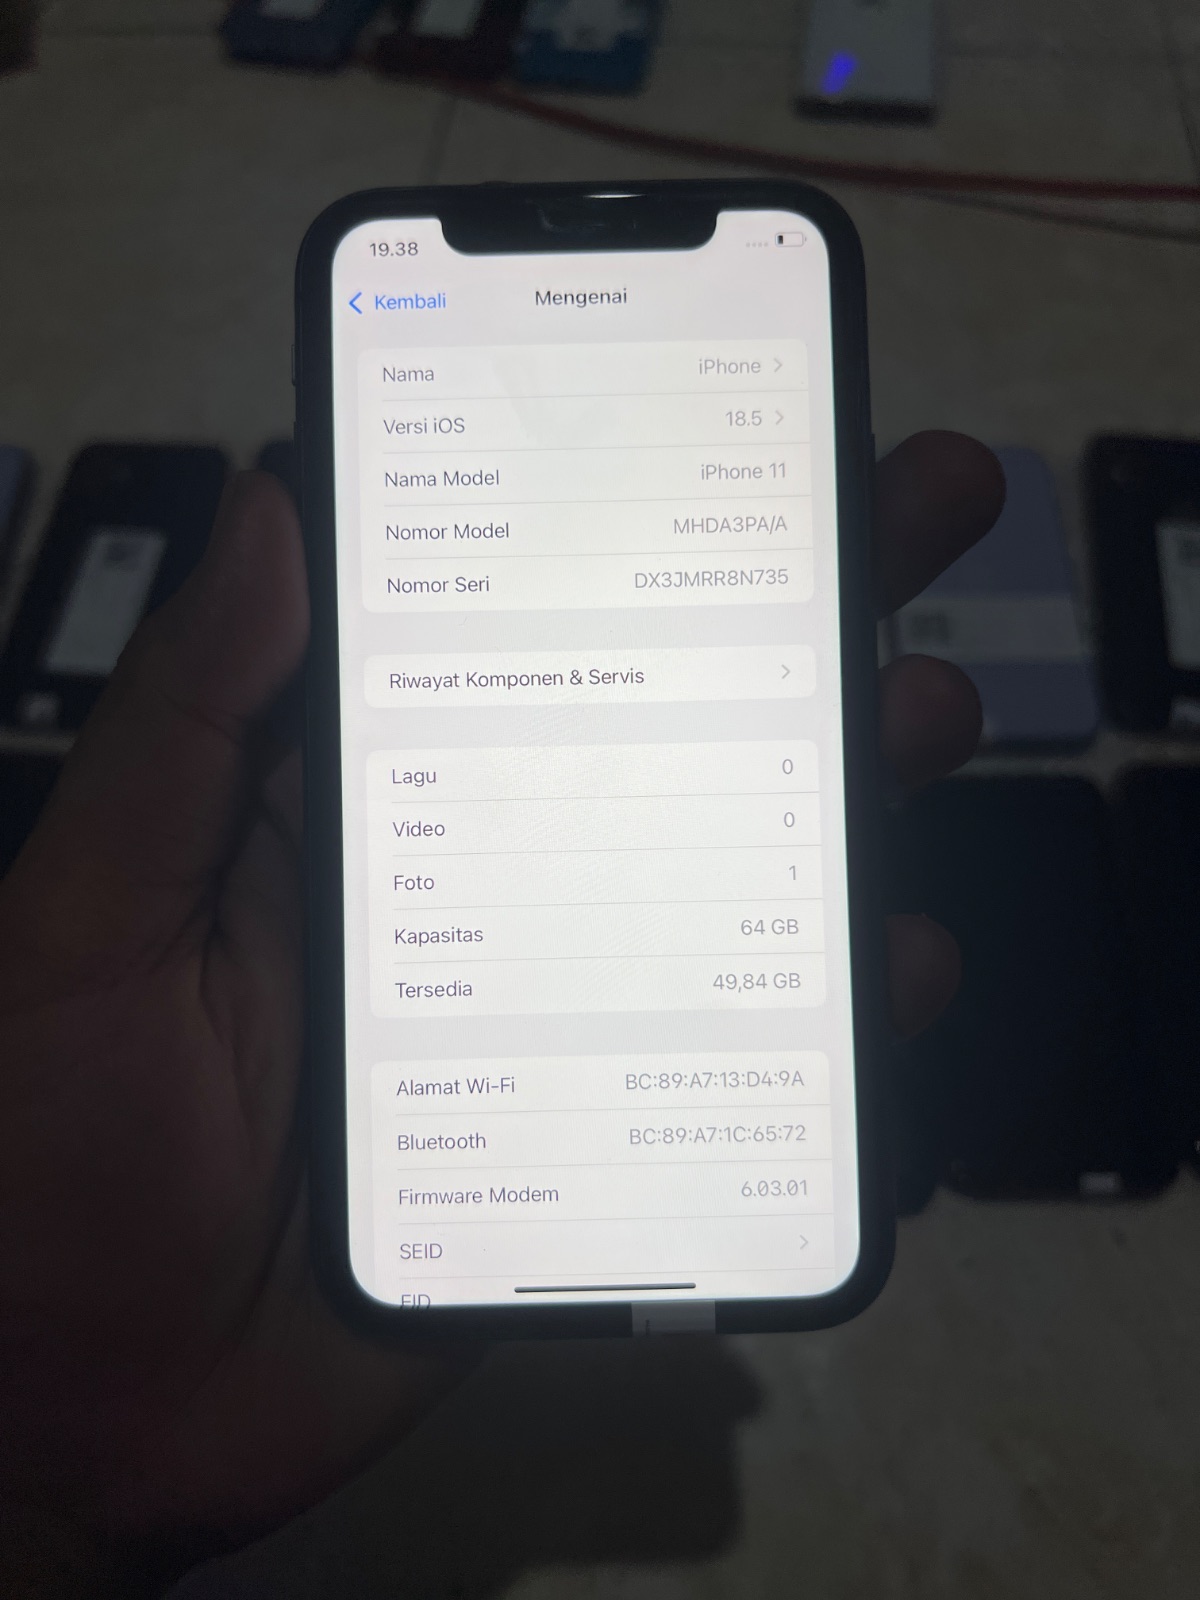 19.38
Kembali
Mengenai
Nama iPhone
Versi iOS 18.5
Nama Model iPhone 11
Nomor Model MHDA3PA/A
Nomor Seri DX3JMRR8N735
Riwayat Komponen & Servis
Lagu 0
Video 0
Foto 1
Kapasitas 64 GB
Tersedia 49,84 GB
Alamat Wi-Fi BC:89:A7:13:D4:9A
Bluetooth BC:89:A7:1C:65:72
Firmware Modem 6.03.01
SEID
EID